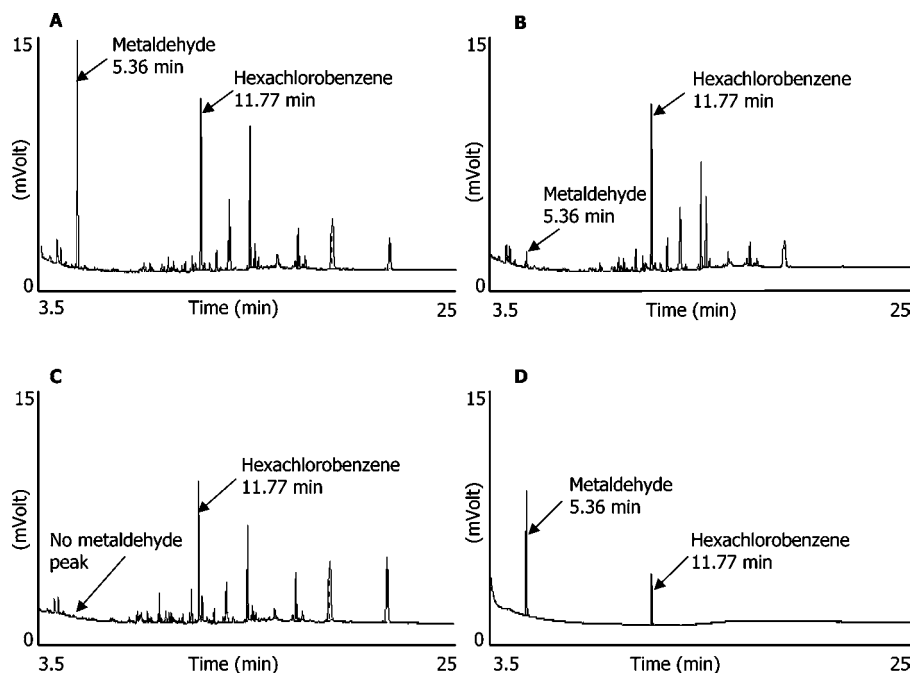 A
15
Metaldehyde
5.36 min
Hexachlorobenzene
11.77 min
(mVolt)
0
3.5
Time (min)
25
B
15
Hexachlorobenzene
11.77 min
Metaldehyde
5.36 min
(mVolt)
0
3.5
Time (min)
25
C
15
Hexachlorobenzene
11.77 min
No metaldehyde
peak
(mVolt)
0
3.5
Time (min)
25
D
15
Metaldehyde
5.36 min
Hexachlorobenzene
11.77 min
(mVolt)
0
3.5
Time (min)
25